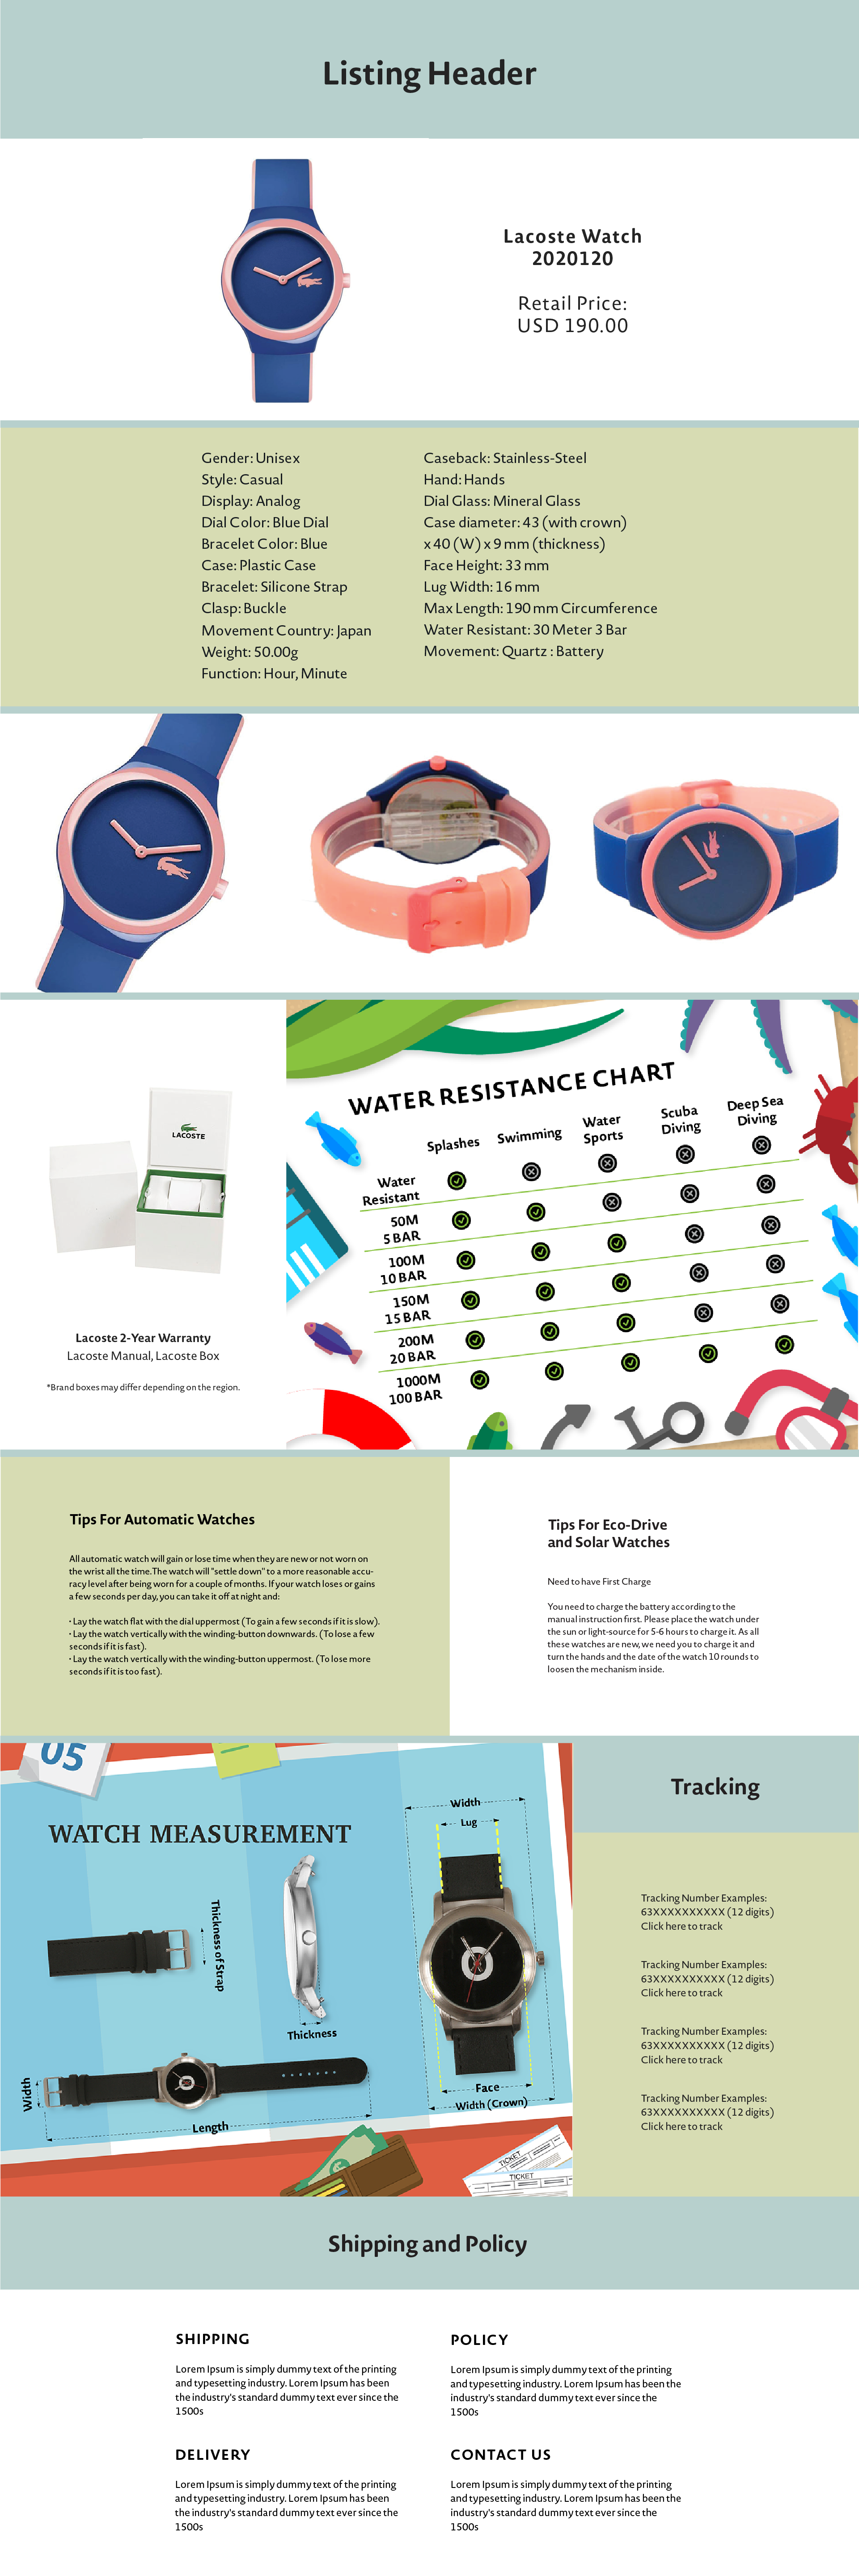 Listing Header
Lacoste Watch
2020120
Retail Price:
USD 190.00
Gender: Unisex
Style: Casual
Display: Analog
Dial Color: Blue Dial
Bracelet Color: Blue
Case: Plastic Case
Bracelet: Silicone Strap
Clasp: Buckle
Movement Country: Japan
Weight: 50.00g
Function: Hour, Minute
Caseback: Stainless-Steel
Hand: Hands
Dial Glass: Mineral Glass
Case diameter: 43 (with crown)
x 40 (W) x 9 mm (thickness)
Face Height: 33 mm
Lug Width: 16 mm
Max Length: 190 mm Circumference
Water Resistant: 30 Meter 3 Bar
Movement: Quartz : Battery
LACOSTE
Lacoste 2-Year Warranty
Lacoste Manual, Lacoste Box
*Brand boxes may differ depending on the region.
WATER RESISTANCE CHART
Splashes
Swimming
Water
Sports
Scuba
Diving
Deep Sea
Diving
Water
Resistant
50M
5 BAR
100M
10 BAR
150M
15 BAR
200M
20 BAR
1000M
100 BAR
Tips For Automatic Watches
All automatic watch will gain or lose time when they are new or not worn on
the wrist all the time.The watch will "settle down" to a more reasonable accu-
racy level after being worn for a couple of months. If your watch loses or gains
a few seconds per day, you can take it off at night and:
• Lay the watch flat with the dial uppermost (To gain a few seconds if it is slow).
• Lay the watch vertically with the winding-button downwards. (To lose a few
seconds if it is fast).
• Lay the watch vertically with the winding-button uppermost. (To lose more
seconds if it is too fast).
Tips For Eco-Drive
and Solar Watches
Need to have First Charge
You need to charge the battery according to the
manual instruction first. Please place the watch under
the sun or light-source for 5-6 hours to charge it. As all
these watches are new, we need you to charge it and
turn the hands and the date of the watch 10 rounds to
loosen the mechanism inside.
05
WATCH MEASUREMENT
Width
Lug
Thickness of Strap
Thickness
Width
Length
Face
Width (Crown)
TICKET
TICKET
Tracking
Tracking Number Examples:
63XXXXXXXXXX (12 digits)
Click here to track
Tracking Number Examples:
63XXXXXXXXXX (12 digits)
Click here to track
Tracking Number Examples:
63XXXXXXXXXX (12 digits)
Click here to track
Tracking Number Examples:
63XXXXXXXXXX (12 digits)
Click here to track
Shipping and Policy
SHIPPING
Lorem Ipsum is simply dummy text of the printing
and typesetting industry. Lorem Ipsum has been
the industry's standard dummy text ever since the
1500s
POLICY
Lorem Ipsum is simply dummy text of the printing
and typesetting industry. Lorem Ipsum has been the
industry's standard dummy text ever since the
1500s
DELIVERY
Lorem Ipsum is simply dummy text of the printing
and typesetting industry. Lorem Ipsum has been
the industry's standard dummy text ever since the
1500s
CONTACT US
Lorem Ipsum is simply dummy text of the printing
and typesetting industry. Lorem Ipsum has been the
industry's standard dummy text ever since the
1500s